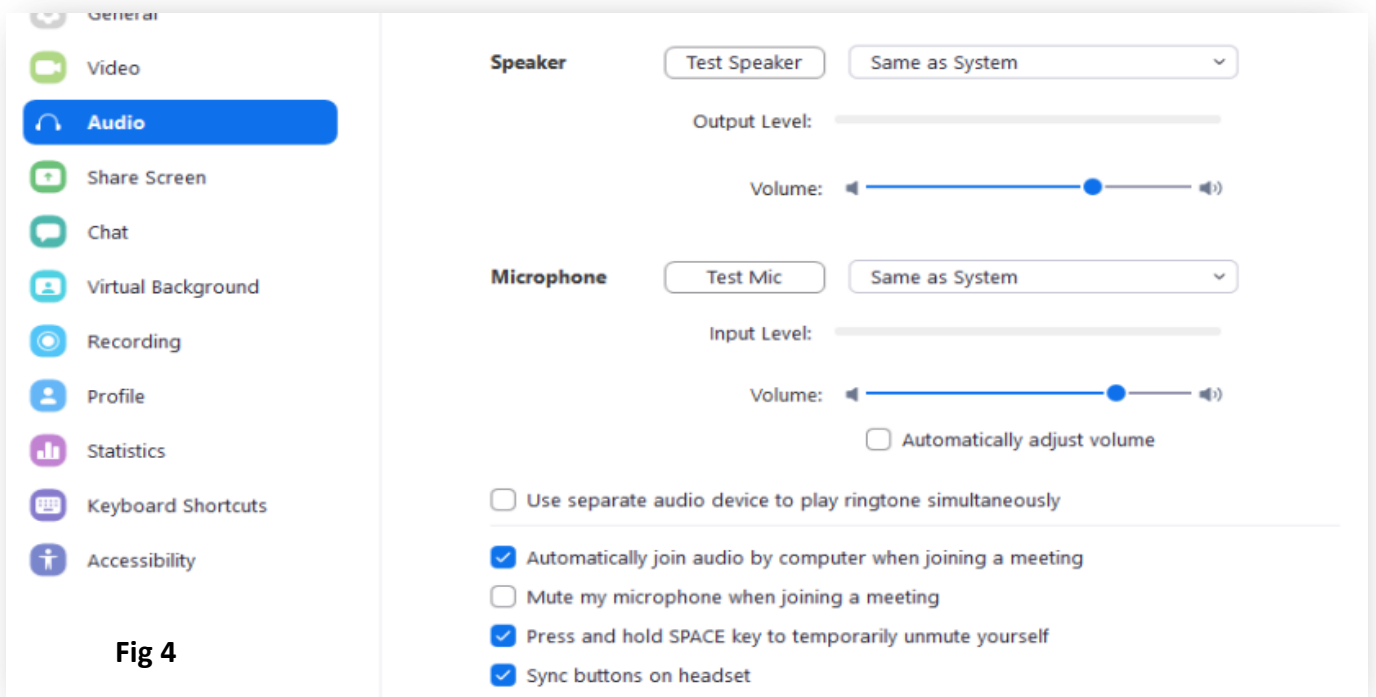 General
Video
Audio
Share Screen
Chat
Virtual Background
Recording
Profile
Statistics
Keyboard Shortcuts
Accessibility
Fig 4
Speaker Test Speaker Same as System
Output Level:
Volume:
Microphone Test Mic Same as System
Input Level:
Volume:
Automatically adjust volume
Use separate audio device to play ringtone simultaneously
Automatically join audio by computer when joining a meeting
Mute my microphone when joining a meeting
Press and hold SPACE key to temporarily unmute yourself
Sync buttons on headset